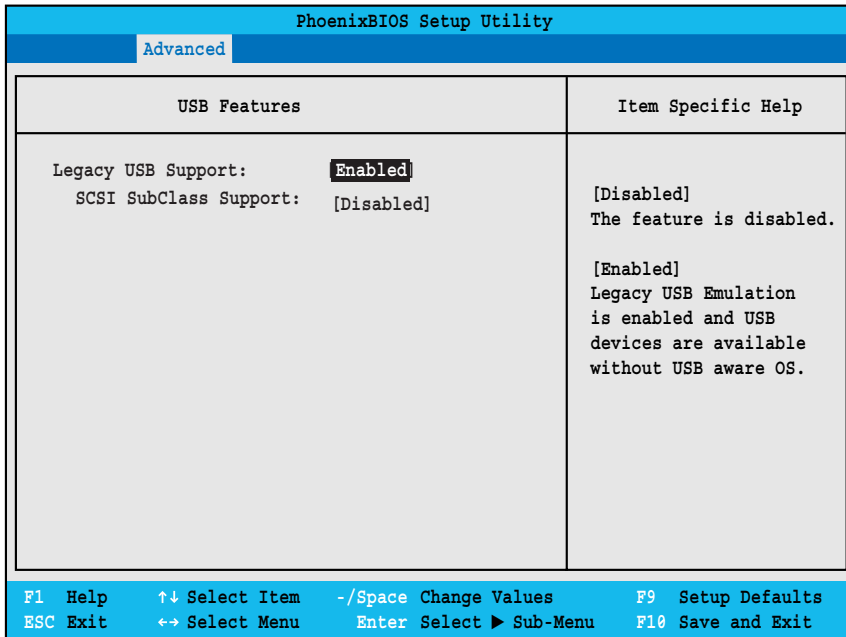 PhoenixBIOS Setup Utility
Advanced
USB Features
Item Specific Help
Legacy USB Support: [Enabled]
SCSI SubClass Support: [Disabled]
[Disabled]
The feature is disabled.
[Enabled]
Legacy USB Emulation
is enabled and USB
devices are available
without USB aware OS.
F1 Help ↑↓ Select Item -/Space Change Values F9 Setup Defaults
ESC Exit ←→ Select Menu Enter Select ▶ Sub-Menu F10 Save and Exit